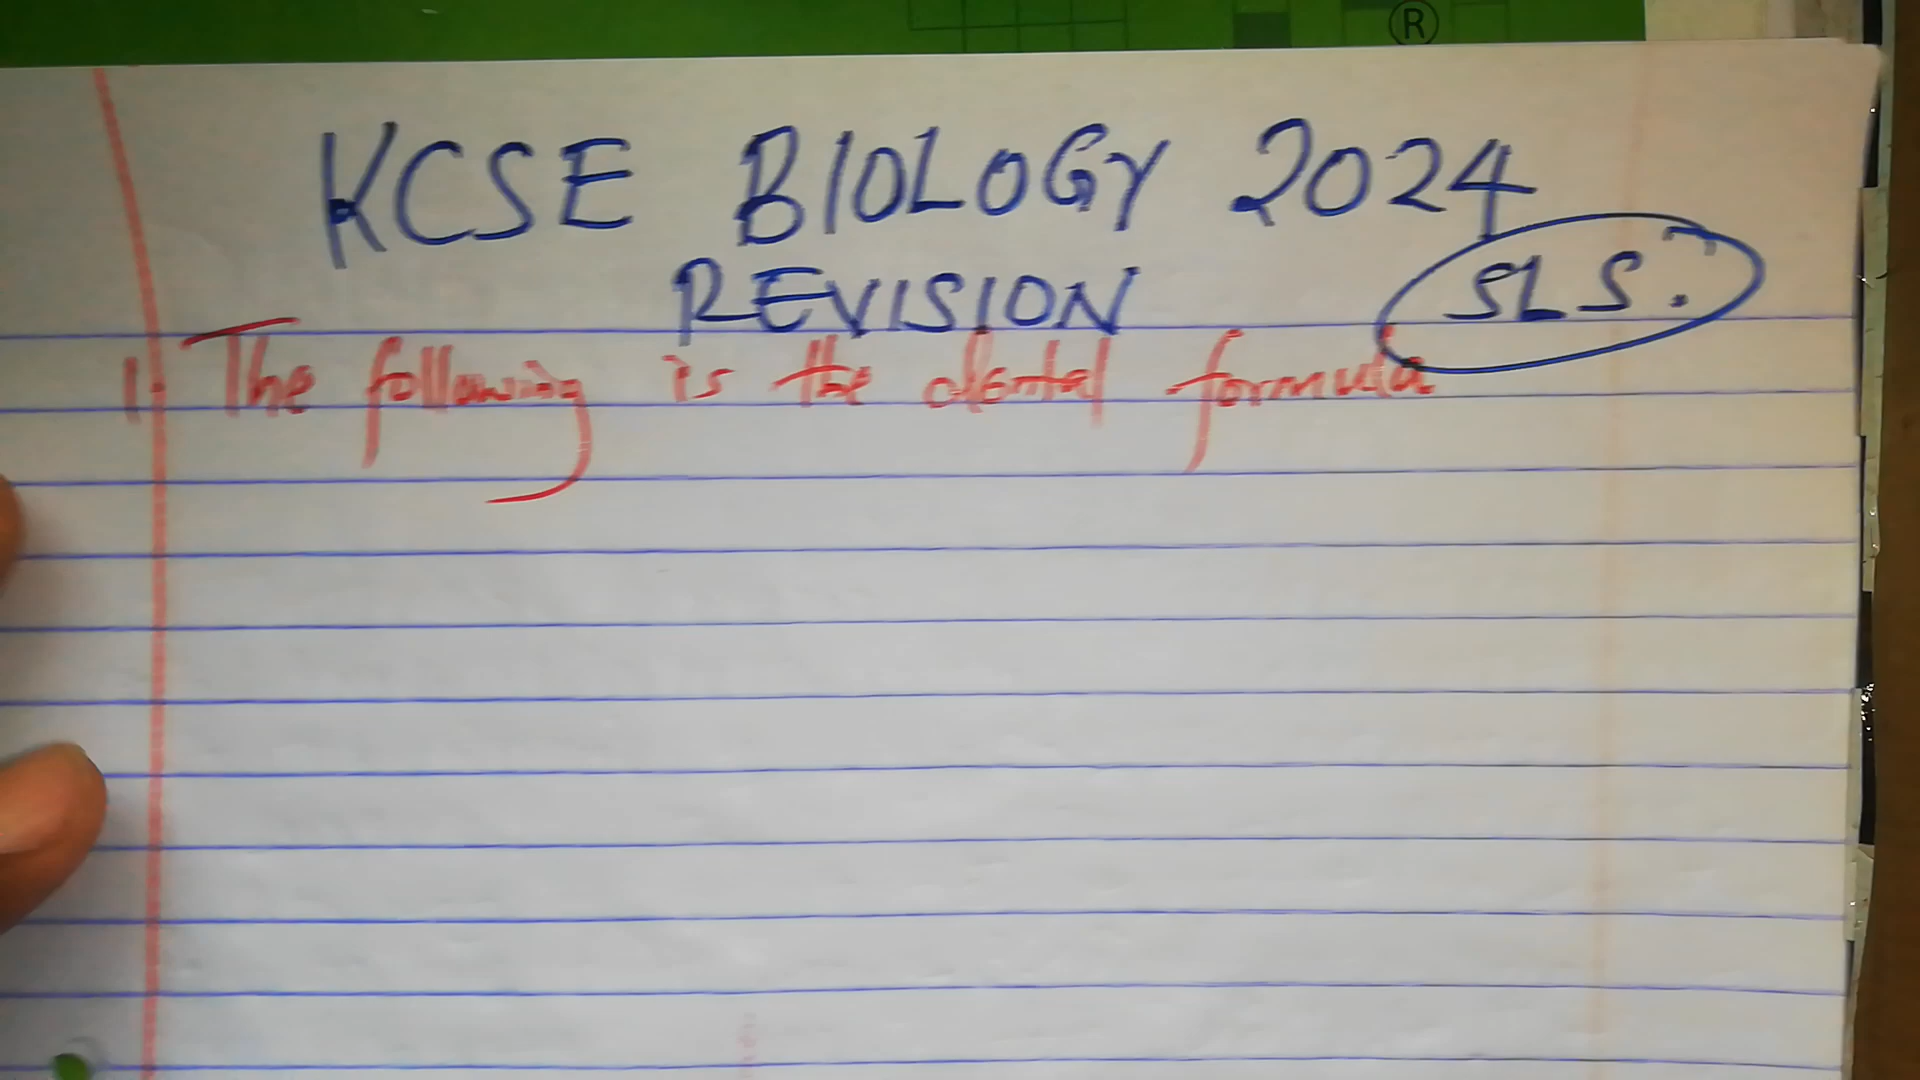 ®
KCSE BIOLOGY 2024
REVISION
SLS.
1. The following is the dental formula